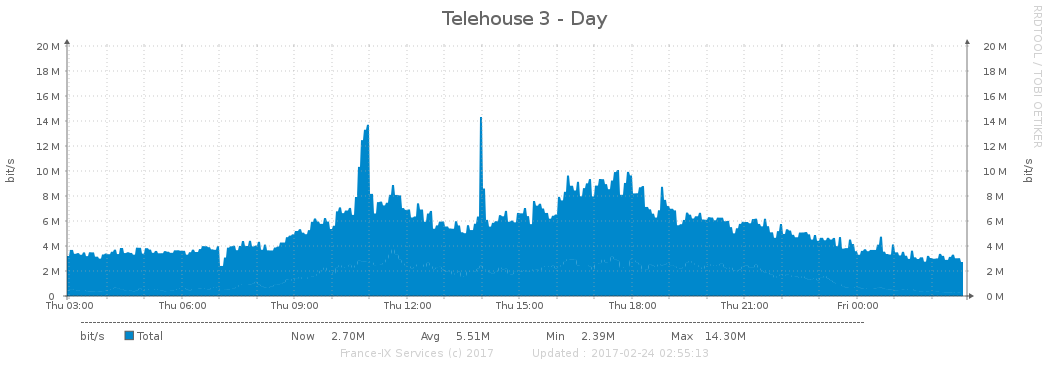 Telehouse 3 - Day
RRDTOOL / TOBI OETIKER
bit/s
bit/s
20 M 20 M
18 M 18 M
16 M 16 M
14 M 14 M
12 M 12 M
10 M 10 M
8 M 8 M
6 M 6 M
4 M 4 M
2 M 2 M
0 0 M
Thu 03:00 Thu 06:00 Thu 09:00 Thu 12:00 Thu 15:00 Thu 18:00 Thu 21:00 Fri 00:00
bit/s Total Now 2.70M Avg 5.51M Min 2.39M Max 14.30M
France-IX Services (c) 2017 Updated : 2017-02-24 02:55:13